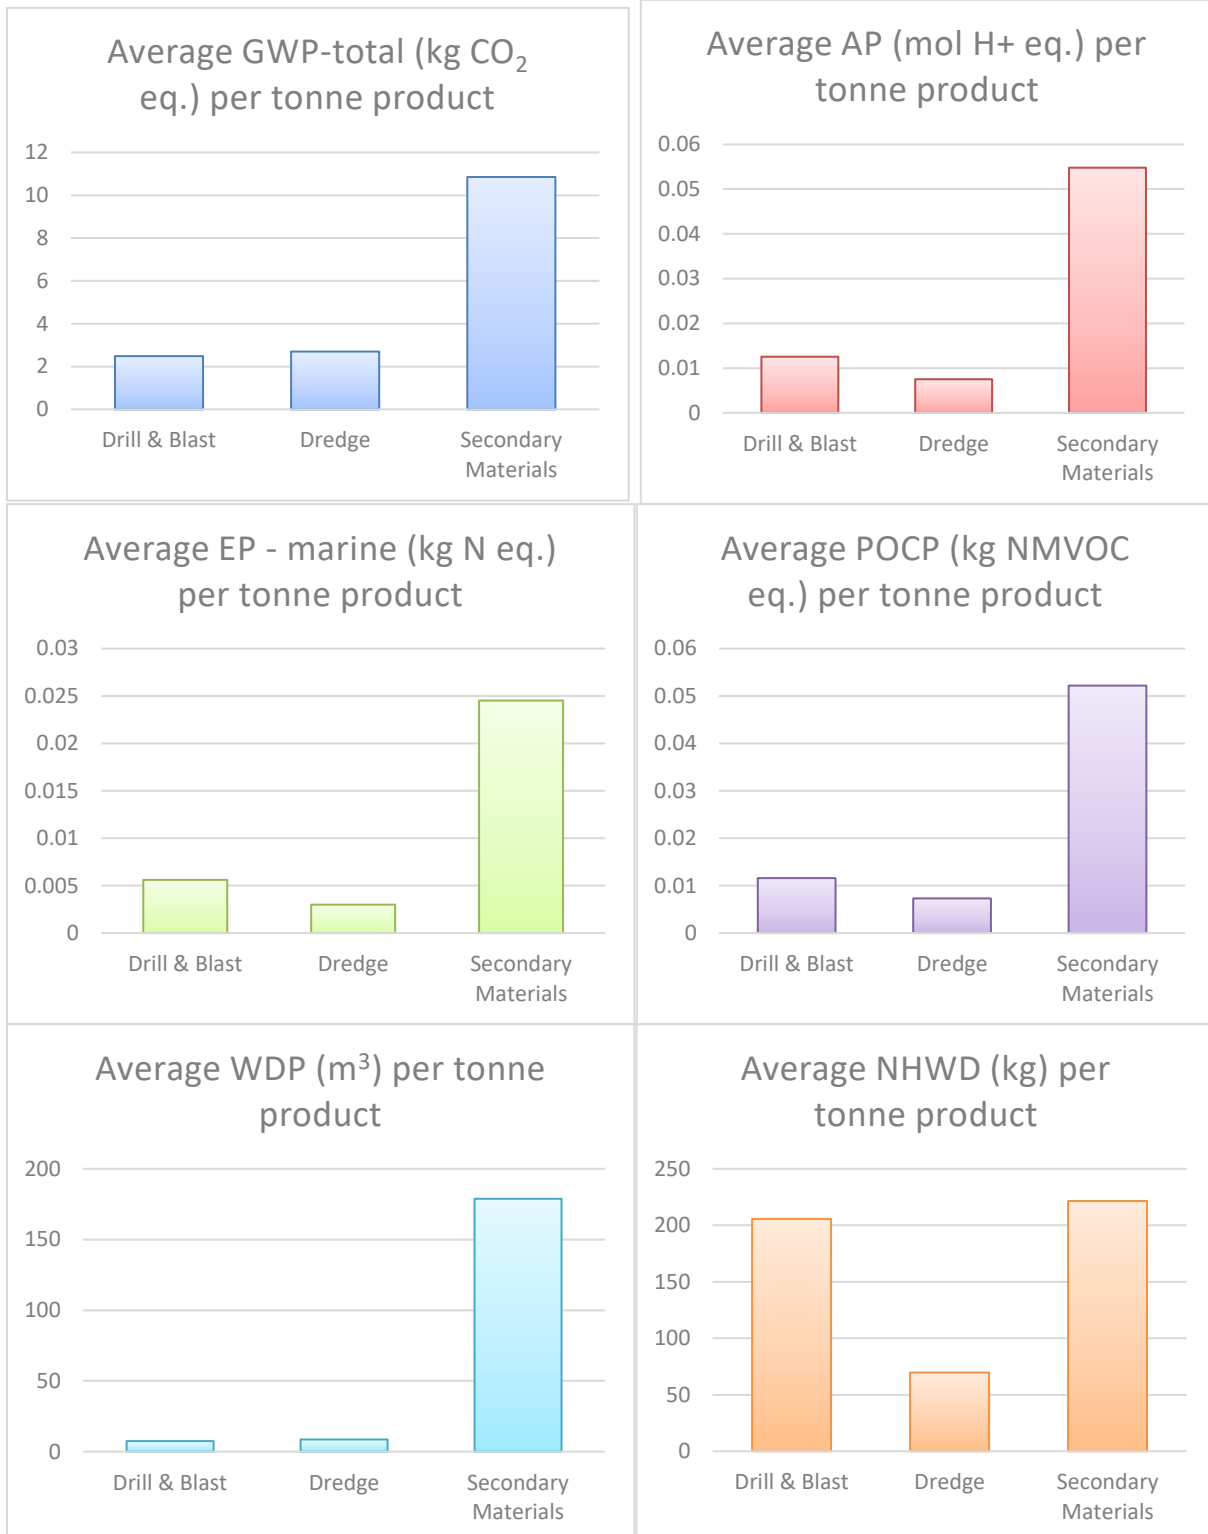 Average GWP-total (kg CO₂
eq.) per tonne product
12
10
8
6
4
2
0
Drill & Blast
Dredge
Secondary
Materials
Average AP (mol H+ eq.) per
tonne product
0.06
0.05
0.04
0.03
0.02
0.01
0
Drill & Blast
Dredge
Secondary
Materials
Average EP - marine (kg N eq.)
per tonne product
0.03
0.025
0.02
0.015
0.01
0.005
0
Drill & Blast
Dredge
Secondary
Materials
Average POCP (kg NMVOC
eq.) per tonne product
0.06
0.05
0.04
0.03
0.02
0.01
0
Drill & Blast
Dredge
Secondary
Materials
Average WDP (m³) per tonne
product
200
150
100
50
0
Drill & Blast
Dredge
Secondary
Materials
Average NHWD (kg) per
tonne product
250
200
150
100
50
0
Drill & Blast
Dredge
Secondary
Materials